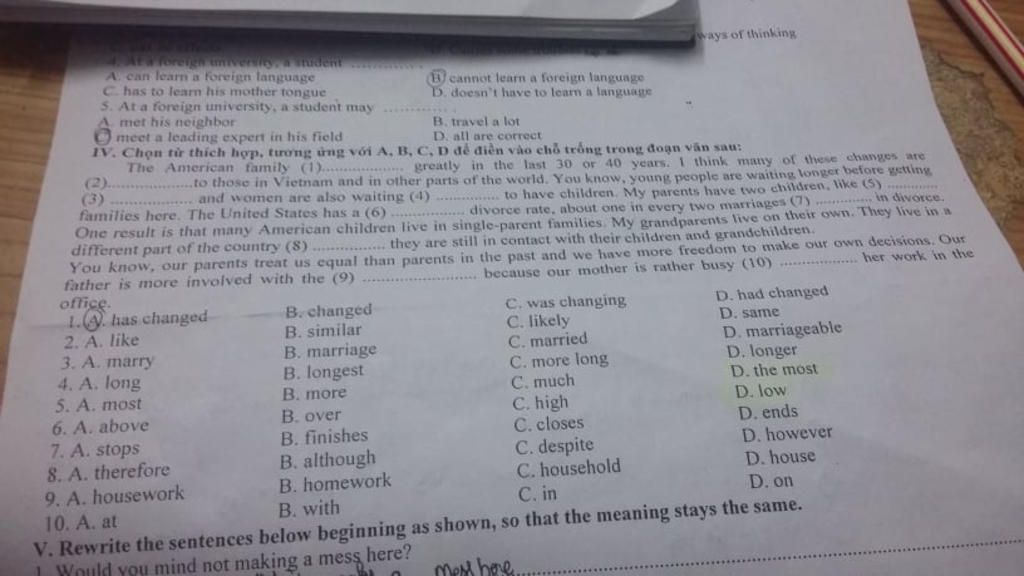 ways of thinking
4. At a foreign university, a student ............
A. can learn a foreign language B. cannot learn a foreign language
C. has to learn his mother tongue D. doesn't have to learn a language
5. At a foreign university, a student may ............ .
A. met his neighbor B. travel a lot
C. meet a leading expert in his field D. all are correct
IV. Chọn từ thích hợp, tương ứng với A, B, C, D để điền vào chỗ trống trong đoạn văn sau:
The American family (1).................. greatly in the last 30 or 40 years. I think many of these changes are
(2)..................to those in Vietnam and in other parts of the world. You know, young people are waiting longer before getting
(3) .................. and women are also waiting (4) .............. to have children. My parents have two children, like (5) ............
families here. The United States has a (6) ................ divorce rate, about one in every two marriages (7) ............. in divorce.
One result is that many American children live in single-parent families. My grandparents live on their own. They live in a
different part of the country (8) ................ they are still in contact with their children and grandchildren.
You know, our parents treat us equal than parents in the past and we have more freedom to make our own decisions. Our
father is more involved with the (9) ........................ because our mother is rather busy (10) .................. her work in the
office.
1. A. has changed B. changed C. was changing D. had changed
2. A. like B. similar C. likely D. same
3. A. marry B. marriage C. married D. marriageable
4. A. long B. longest C. more long D. longer
5. A. most B. more C. much D. the most
6. A. above B. over C. high D. low
7. A. stops B. finishes C. closes D. ends
8. A. therefore B. although C. despite D. however
9. A. housework B. homework C. household D. house
10. A. at B. with C. in D. on
V. Rewrite the sentences below beginning as shown, so that the meaning stays the same.
1. Would you mind not making a mess here?
mess here